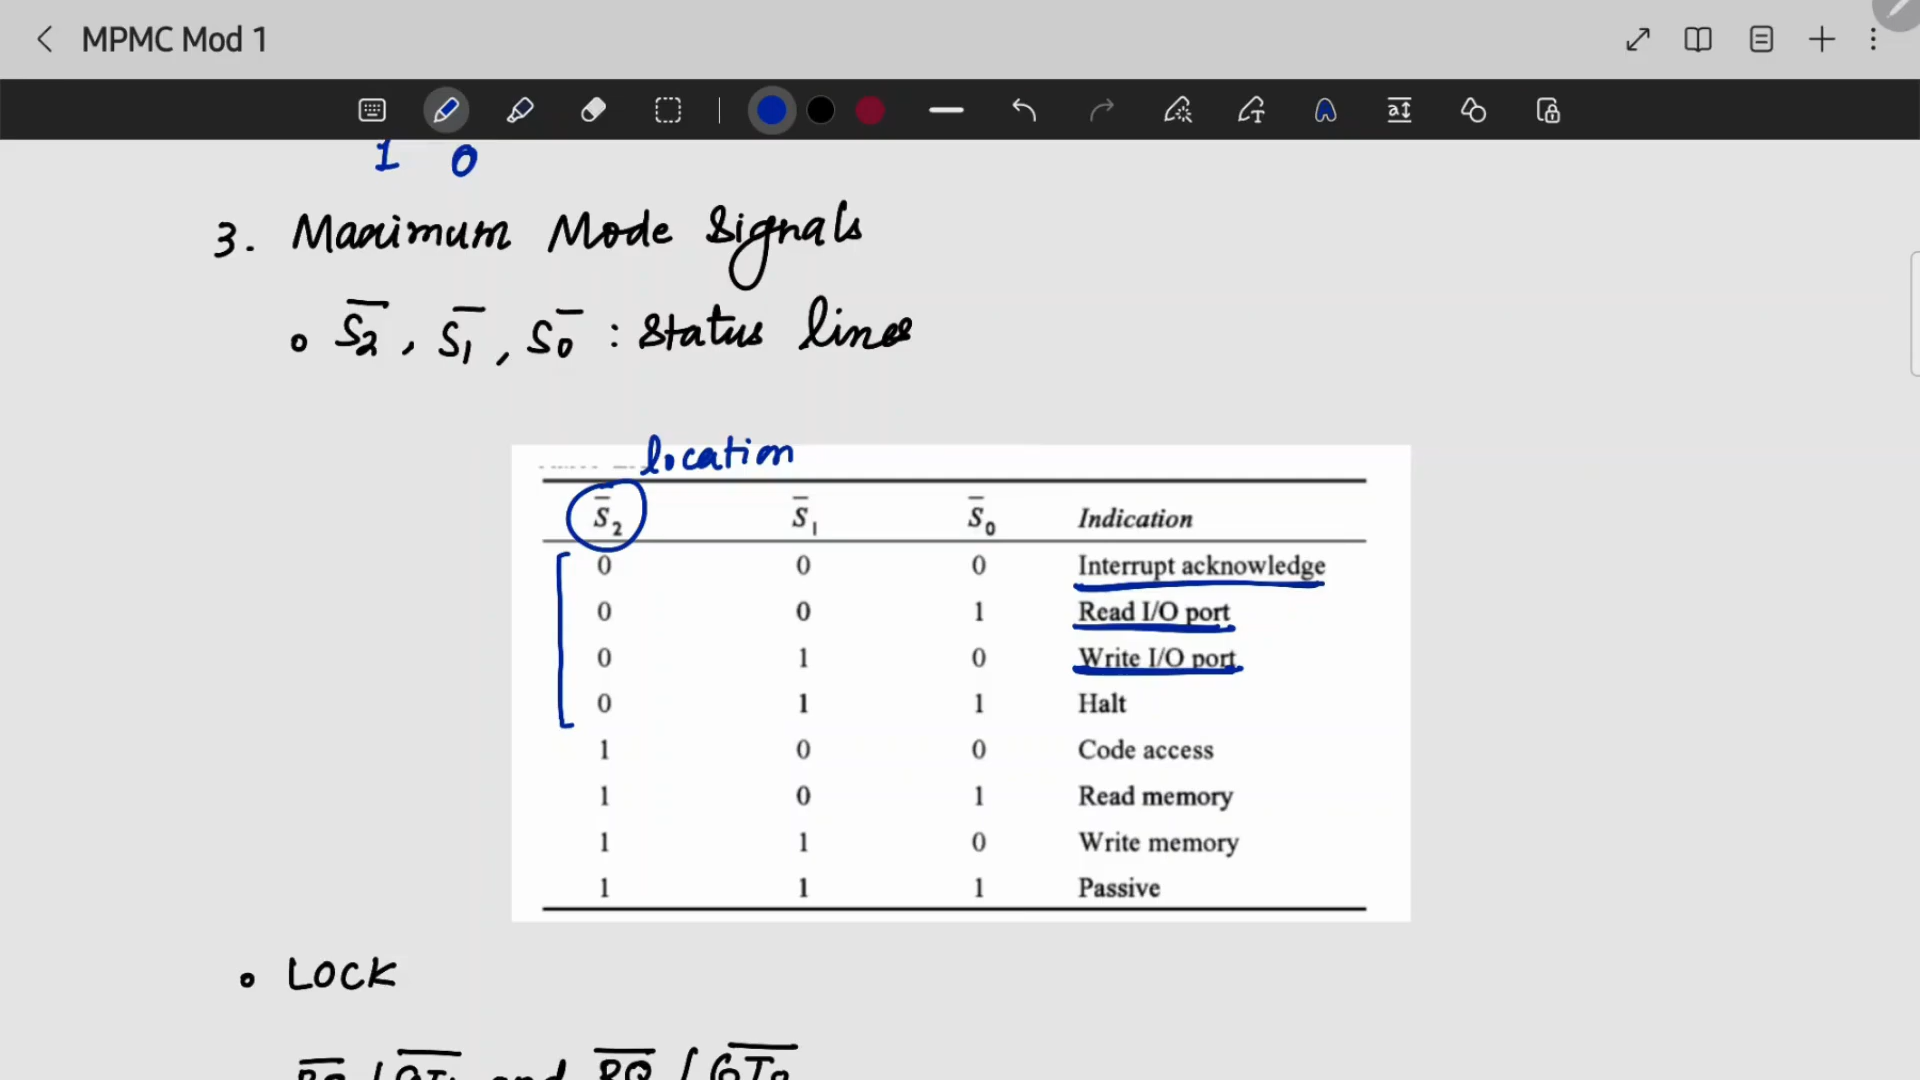 MPMC Mod 1
1 0
3. Maximum Mode Signals
• S̅2, S̅1, S̅0 : Status lines
location
S̅2 S̅1 S̅0 Indication
0 0 0 Interrupt acknowledge
0 0 1 Read I/O port
0 1 0 Write I/O port
0 1 1 Halt
1 0 0 Code access
1 0 1 Read memory
1 1 0 Write memory
1 1 1 Passive
• LOCK
and